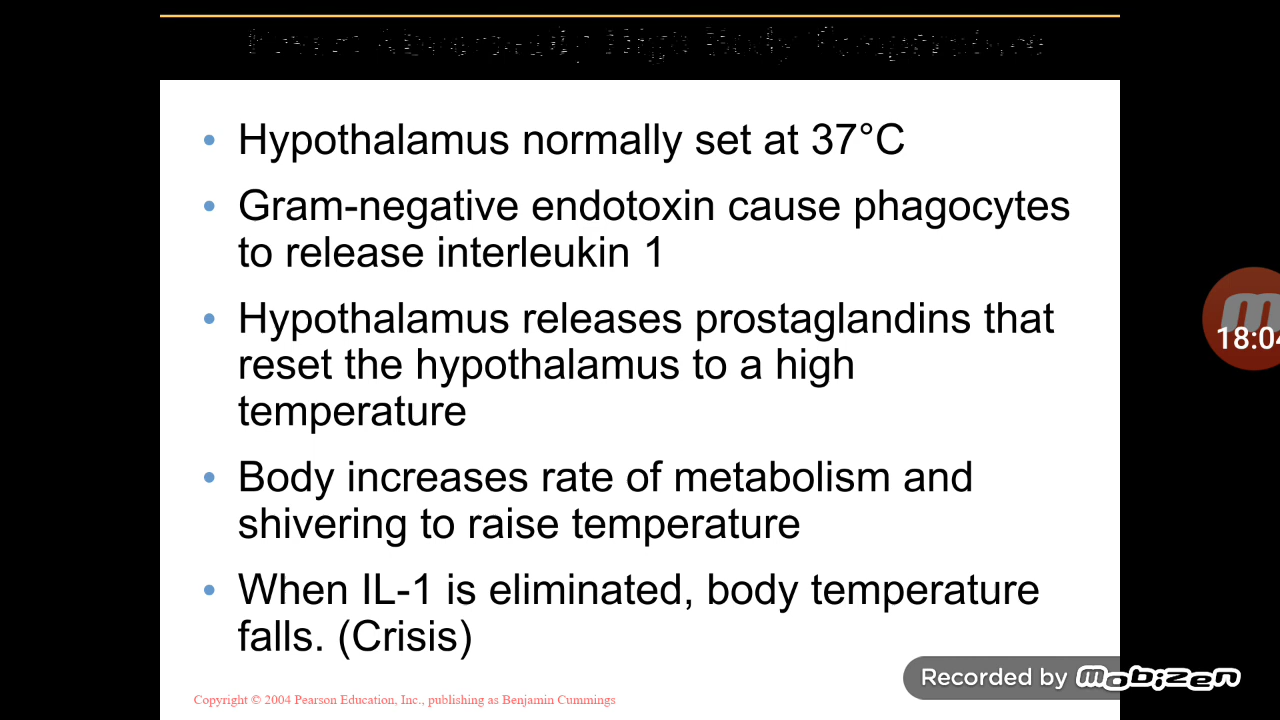 High Body
• Hypothalamus normally set at 37°C
• Gram-negative endotoxin cause phagocytes
to release interleukin 1
• Hypothalamus releases prostaglandins that
reset the hypothalamus to a high
temperature
• Body increases rate of metabolism and
shivering to raise temperature
• When IL-1 is eliminated, body temperature
falls. (Crisis)
Copyright © 2004 Pearson Education, Inc., publishing as Benjamin Cummings
18:04
Recorded by mobizen